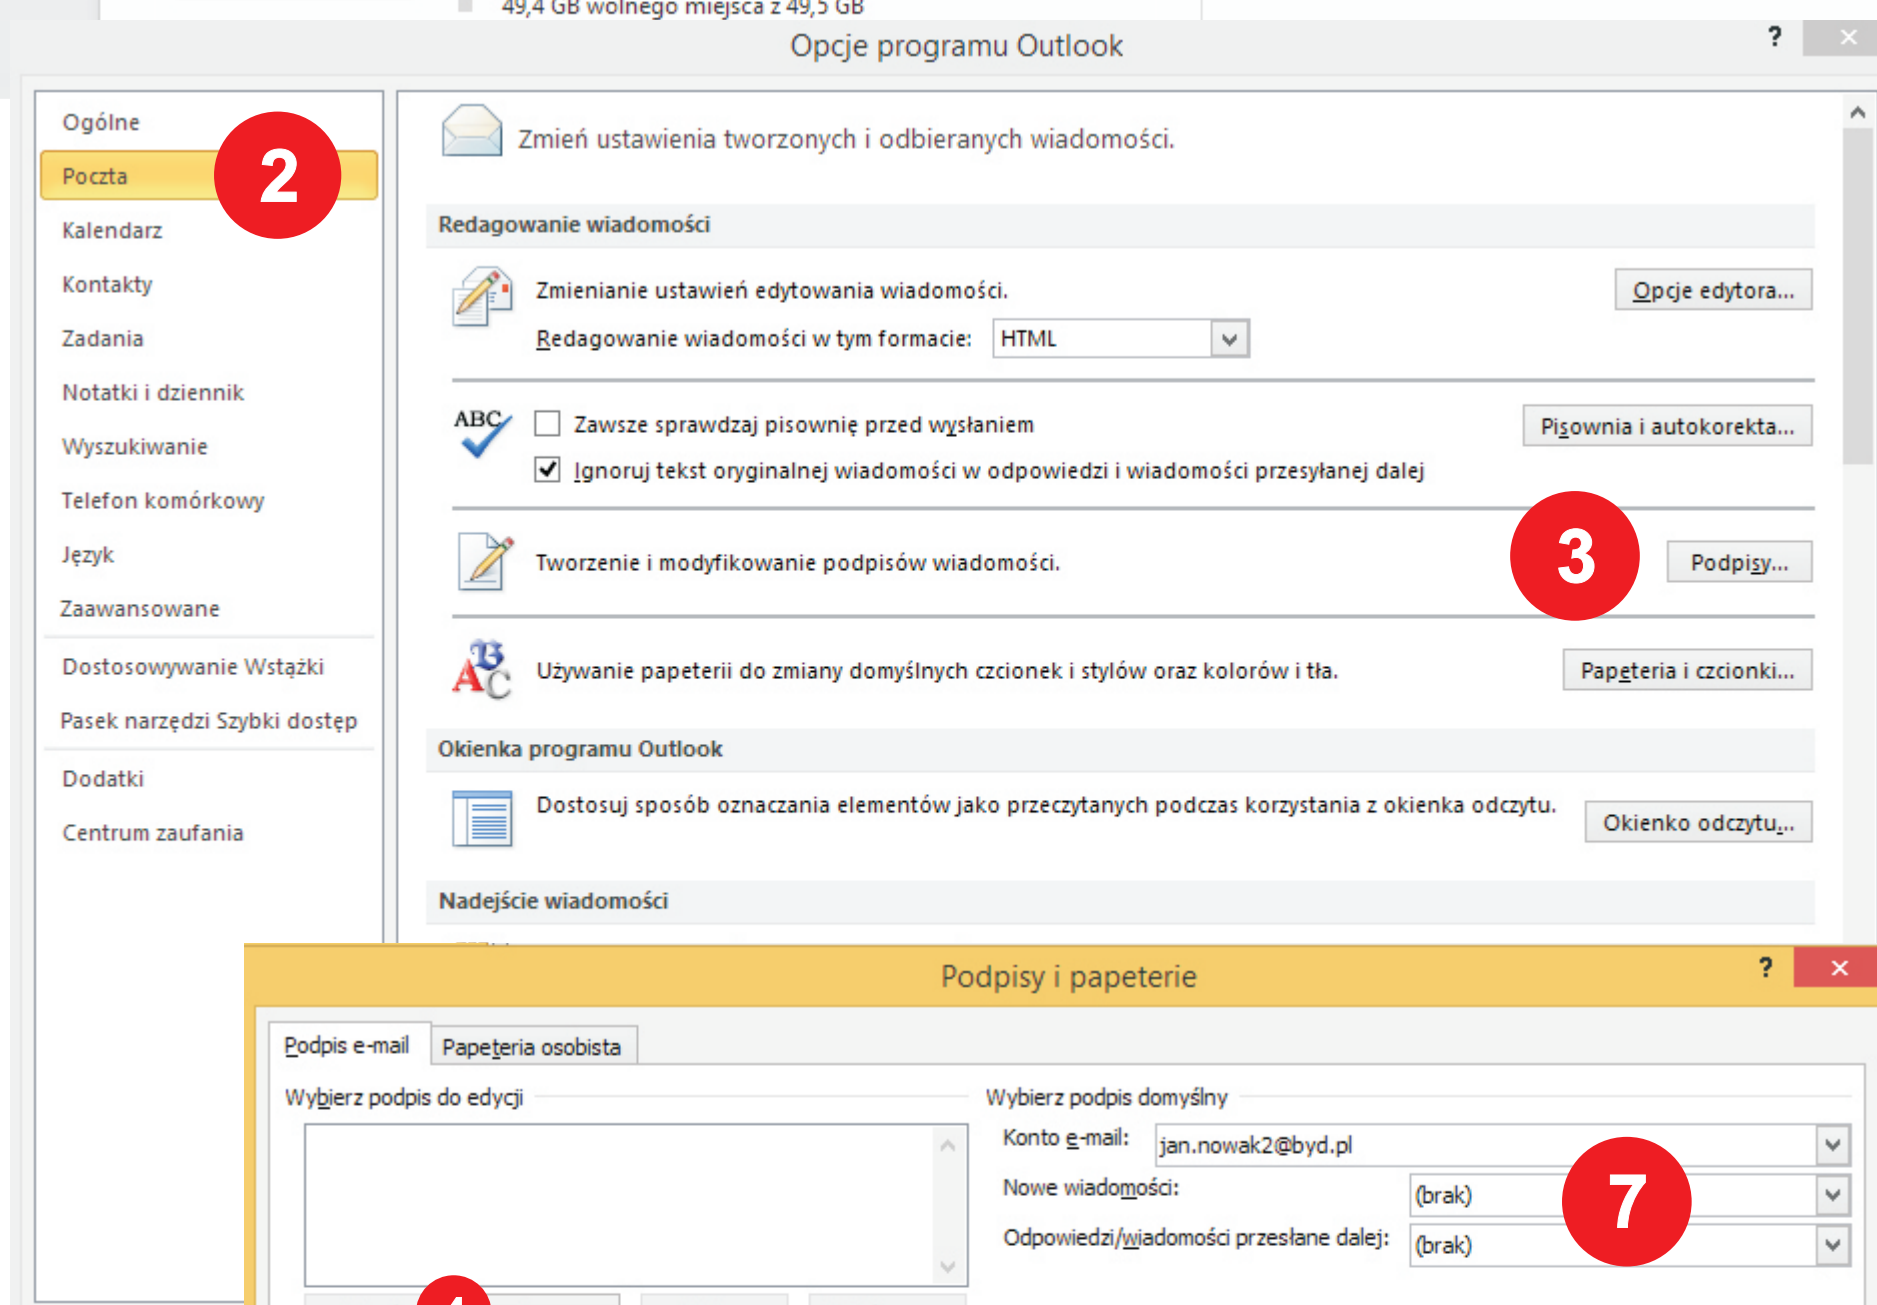 49,4 GB wolnego miejsca z 49,5 GB
Opcje programu Outlook
?
Ogólne
Poczta
2
Kalendarz
Kontakty
Zadania
Notatki i dziennik
Wyszukiwanie
Telefon komórkowy
Język
Zaawansowane
Dostosowywanie Wstążki
Pasek narzędzi Szybki dostęp
Dodatki
Centrum zaufania
Zmień ustawienia tworzonych i odbieranych wiadomości.
Redagowanie wiadomości
Zmienianie ustawień edytowania wiadomości.
Opcje edytora...
Redagowanie wiadomości w tym formacie: HTML
ABC
Zawsze sprawdzaj pisownię przed wysłaniem
Pisownia i autokorekta...
Ignoruj tekst oryginalnej wiadomości w odpowiedzi i wiadomości przesyłanej dalej
Tworzenie i modyfikowanie podpisów wiadomości.
3
Podpisy...
ABC
Używanie papeterii do zmiany domyślnych czcionek i stylów oraz kolorów i tła.
Papeteria i czcionki...
Okienka programu Outlook
Dostosuj sposób oznaczania elementów jako przeczytanych podczas korzystania z okienka odczytu.
Okienko odczytu...
Nadejście wiadomości
Podpisy i papeterie
?
Podpis e-mail
Papeteria osobista
Wybierz podpis do edycji
Wybierz podpis domyślny
Konto e-mail: jan.nowak2@byd.pl
Nowe wiadomości: (brak)
7
Odpowiedzi/wiadomości przesłane dalej: (brak)